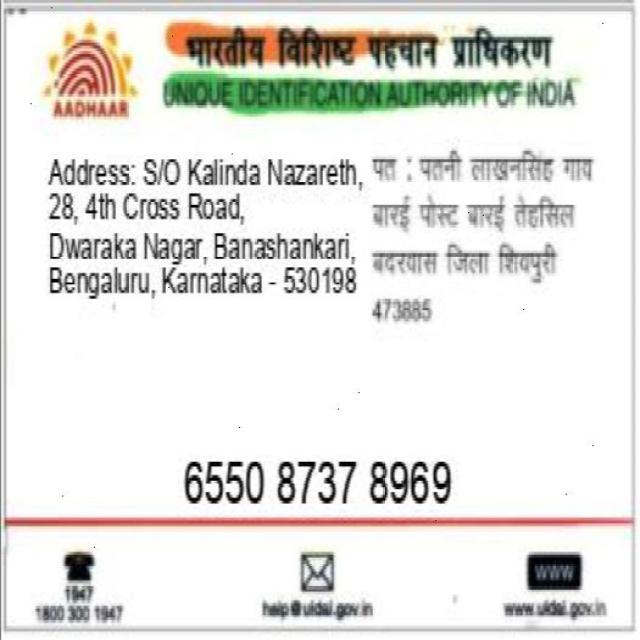 भारतीय विशिष्ट पहचान प्राधिकरण
UNIQUE IDENTIFICATION AUTHORITY OF INDIA
AADHAAR
Address: S/O Kalinda Nazareth,
28, 4th Cross Road,
Dwaraka Nagar, Banashankari,
Bengaluru, Karnataka - 530198
पत : पतनी लाखनसिंह गाव
बारई पोस्ट बारई तेहसिल
बदरवास जिला शिवपुरी
473885
6550 8737 8969
1947
1800 300 1947
help@uidai.gov.in
www
www.uidai.gov.in